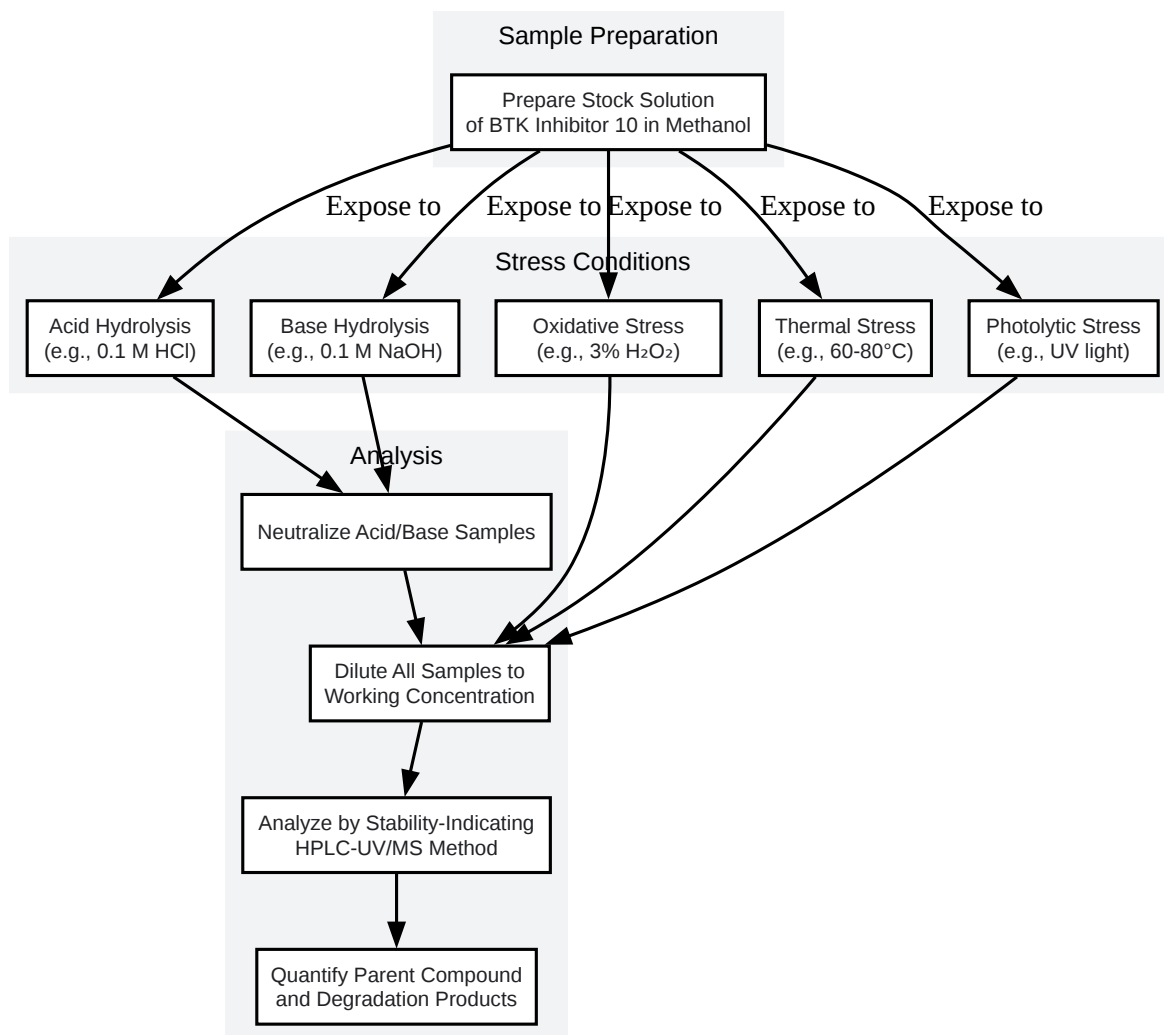 Sample Preparation
Prepare Stock Solution
of BTK Inhibitor 10 in Methanol
Expose to
Expose to
Expose to
Expose to
Expose to
Stress Conditions
Acid Hydrolysis
(e.g., 0.1 M HCl)
Base Hydrolysis
(e.g., 0.1 M NaOH)
Oxidative Stress
(e.g., 3% H₂O₂)
Thermal Stress
(e.g., 60-80°C)
Photolytic Stress
(e.g., UV light)
Analysis
Neutralize Acid/Base Samples
Dilute All Samples to
Working Concentration
Analyze by Stability-Indicating
HPLC-UV/MS Method
Quantify Parent Compound
and Degradation Products